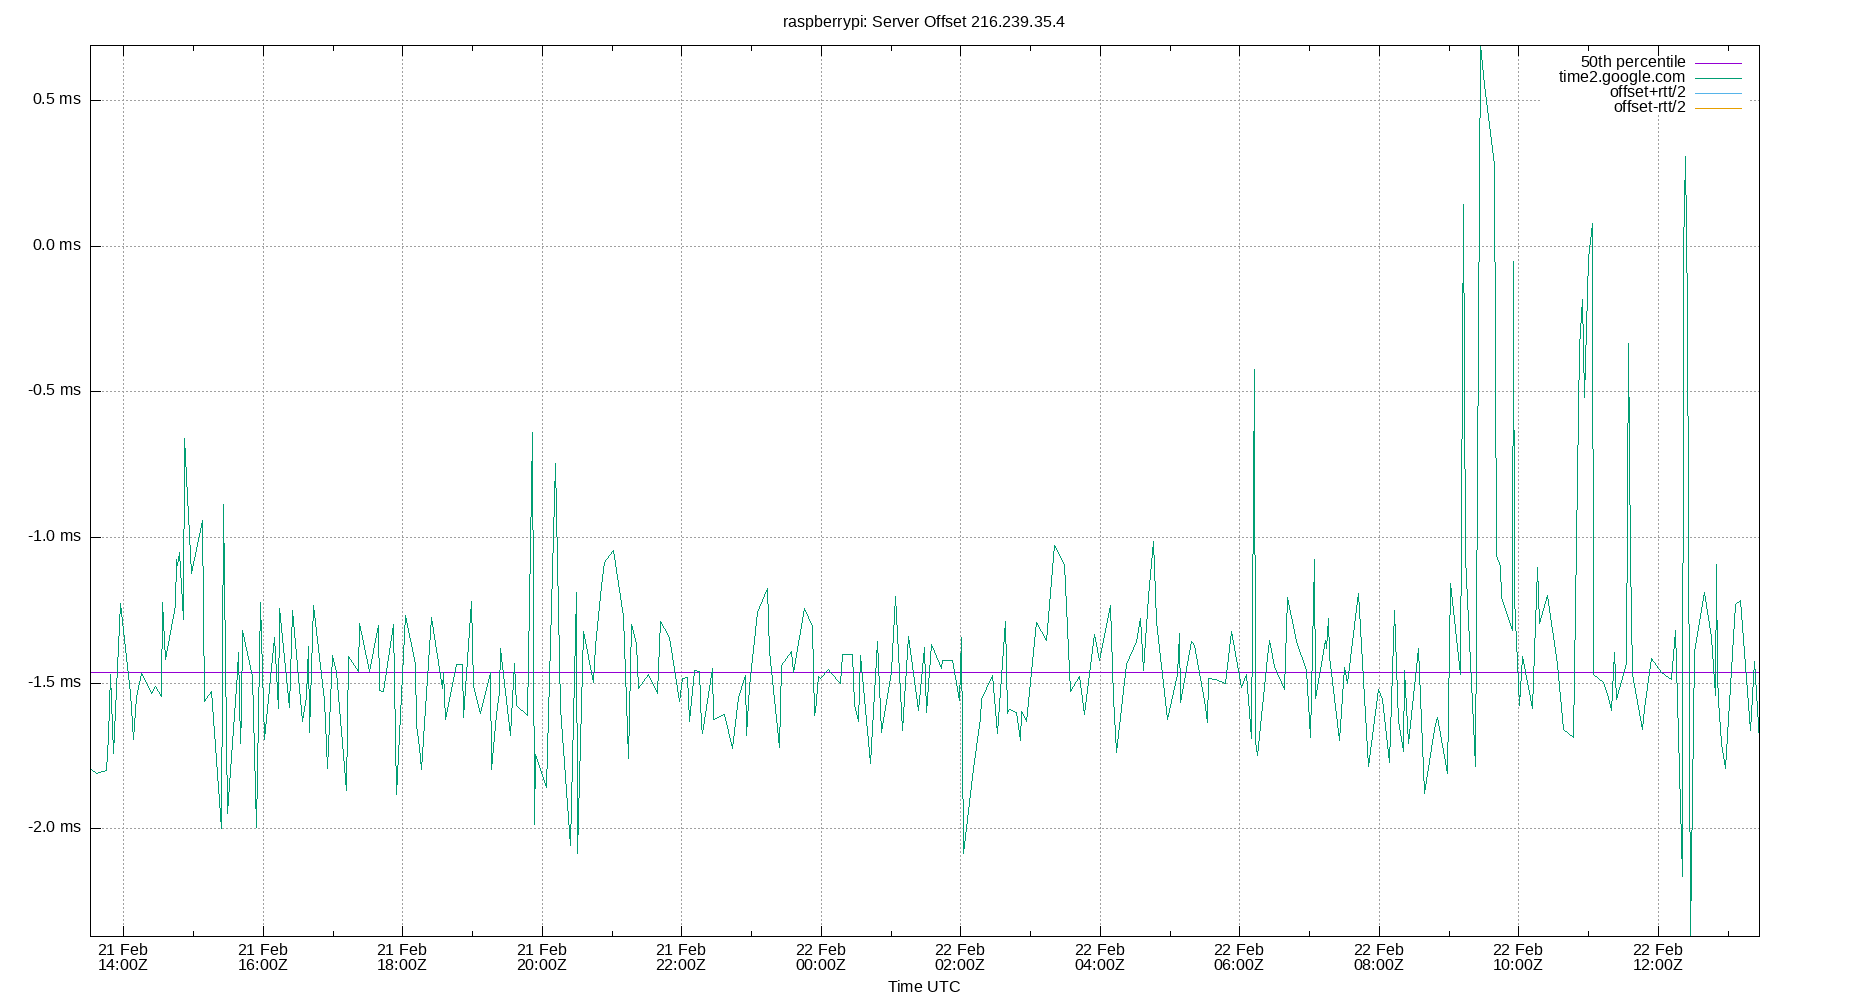 raspberrypi: Server Offset 216.239.35.4
50th percentile
time2.google.com
offset+rtt/2
offset-rtt/2
0.5 ms
0.0 ms
-0.5 ms
-1.0 ms
-1.5 ms
-2.0 ms
21 Feb 21 Feb 21 Feb 21 Feb 21 Feb 22 Feb 22 Feb 22 Feb 22 Feb 22 Feb 22 Feb 22 Feb
14:00Z 16:00Z 18:00Z 20:00Z 22:00Z 00:00Z 02:00Z 04:00Z 06:00Z 08:00Z 10:00Z 12:00Z
Time UTC